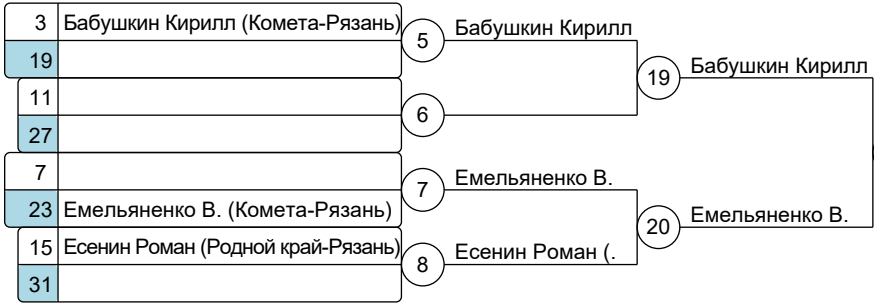 3 Бабушкин Кирилл (Комета-Рязань)
19
5 Бабушкин Кирилл
11
27
6
19 Бабушкин Кирилл
7
23 Емельяненко В. (Комета-Рязань)
7 Емельяненко В.
15 Есенин Роман (Родной край-Рязань)
31
8 Есенин Роман (.
20 Емельяненко В.